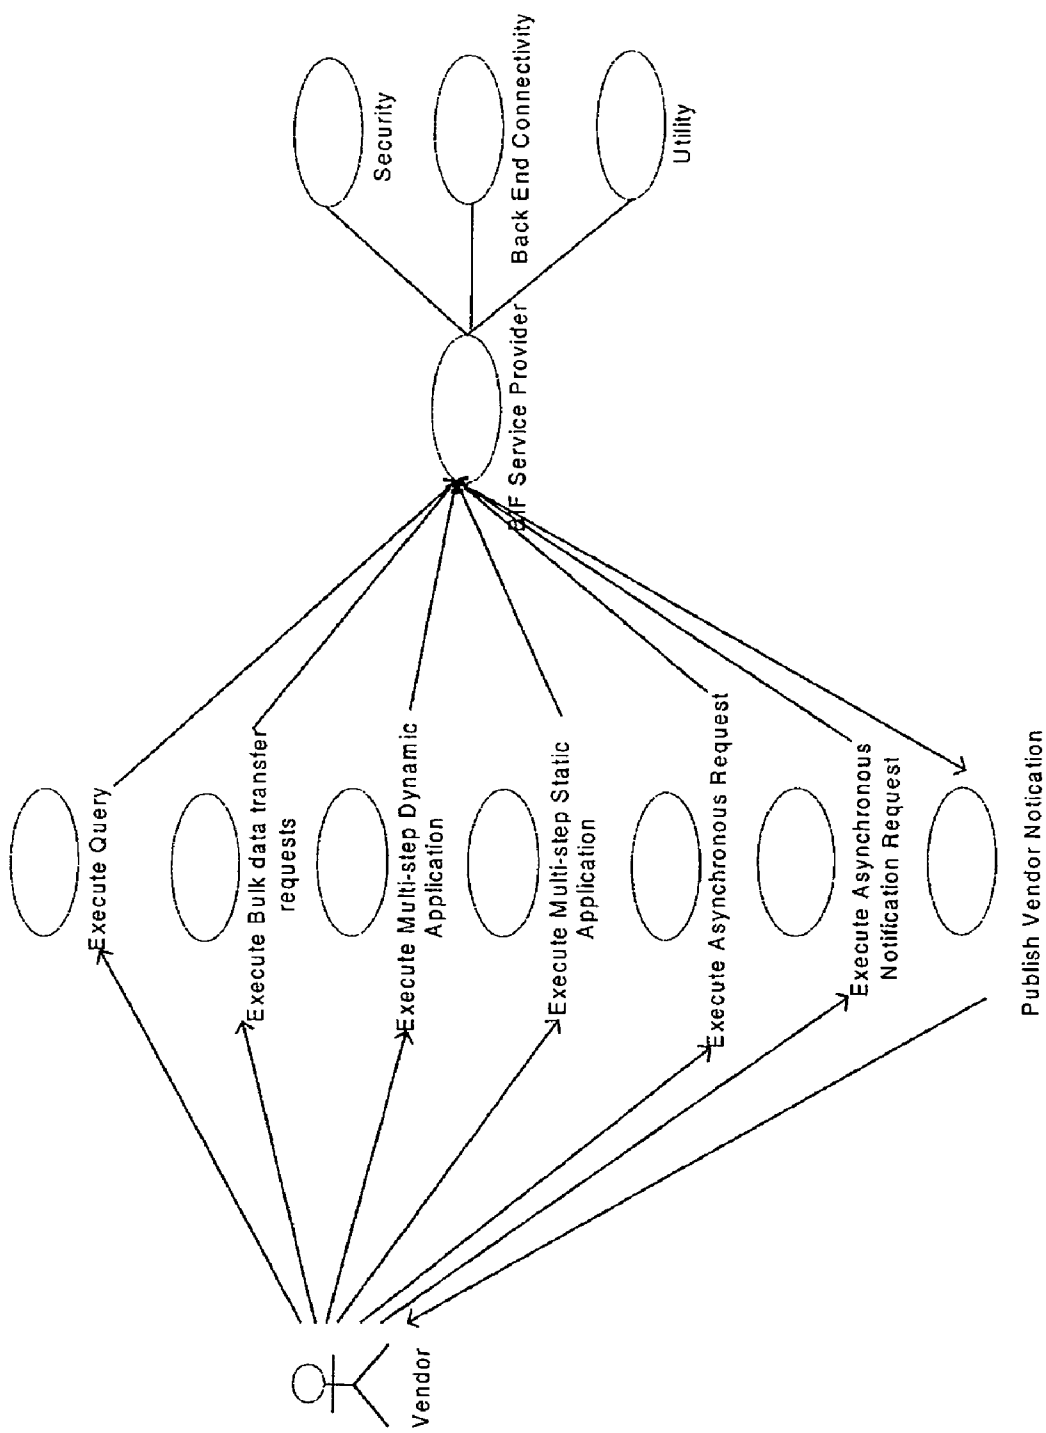 Vendor
Execute Query
Execute Bulk data transfer
requests
Execute Multi-step Dynamic
Application
Execute Multi-step Static
Application
Execute Asynchronous Request
Execute Asynchronous
Notification Request
Publish Vendor Notication
Service Provider
Security
Back End Connectivity
Utility